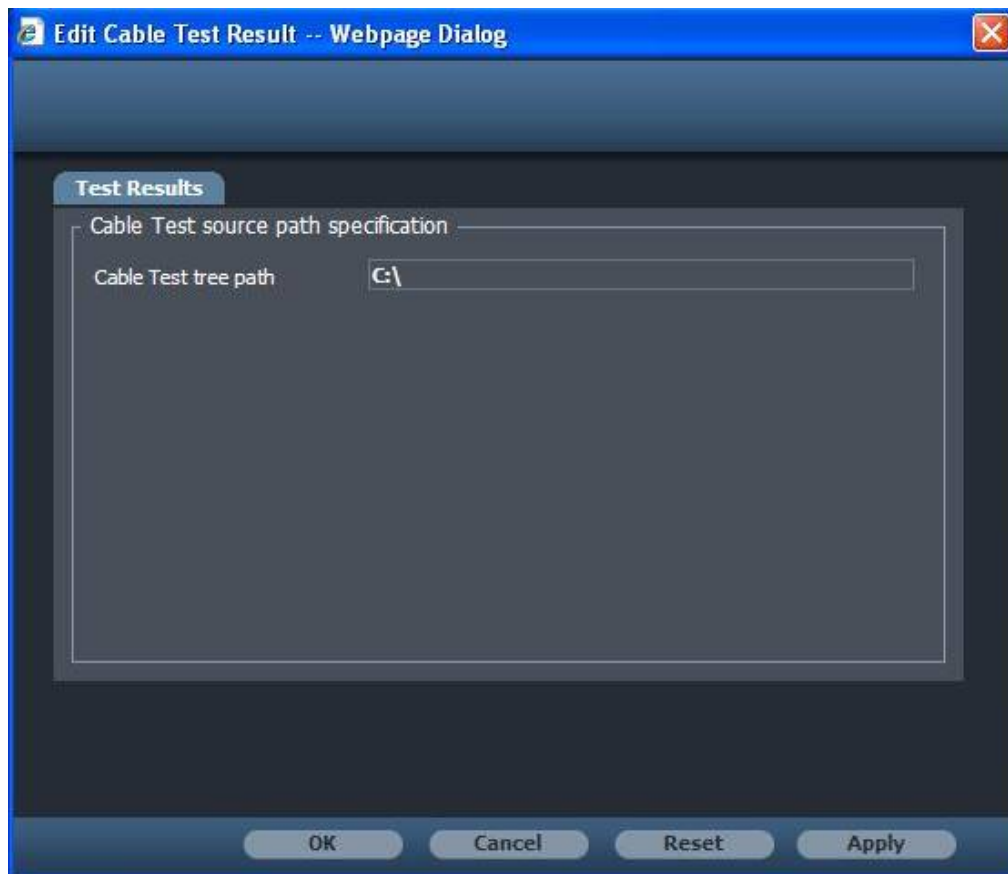 Edit Cable Test Result -- Webpage Dialog
Test Results
Cable Test source path specification
Cable Test tree path C:\
OK Cancel Reset Apply